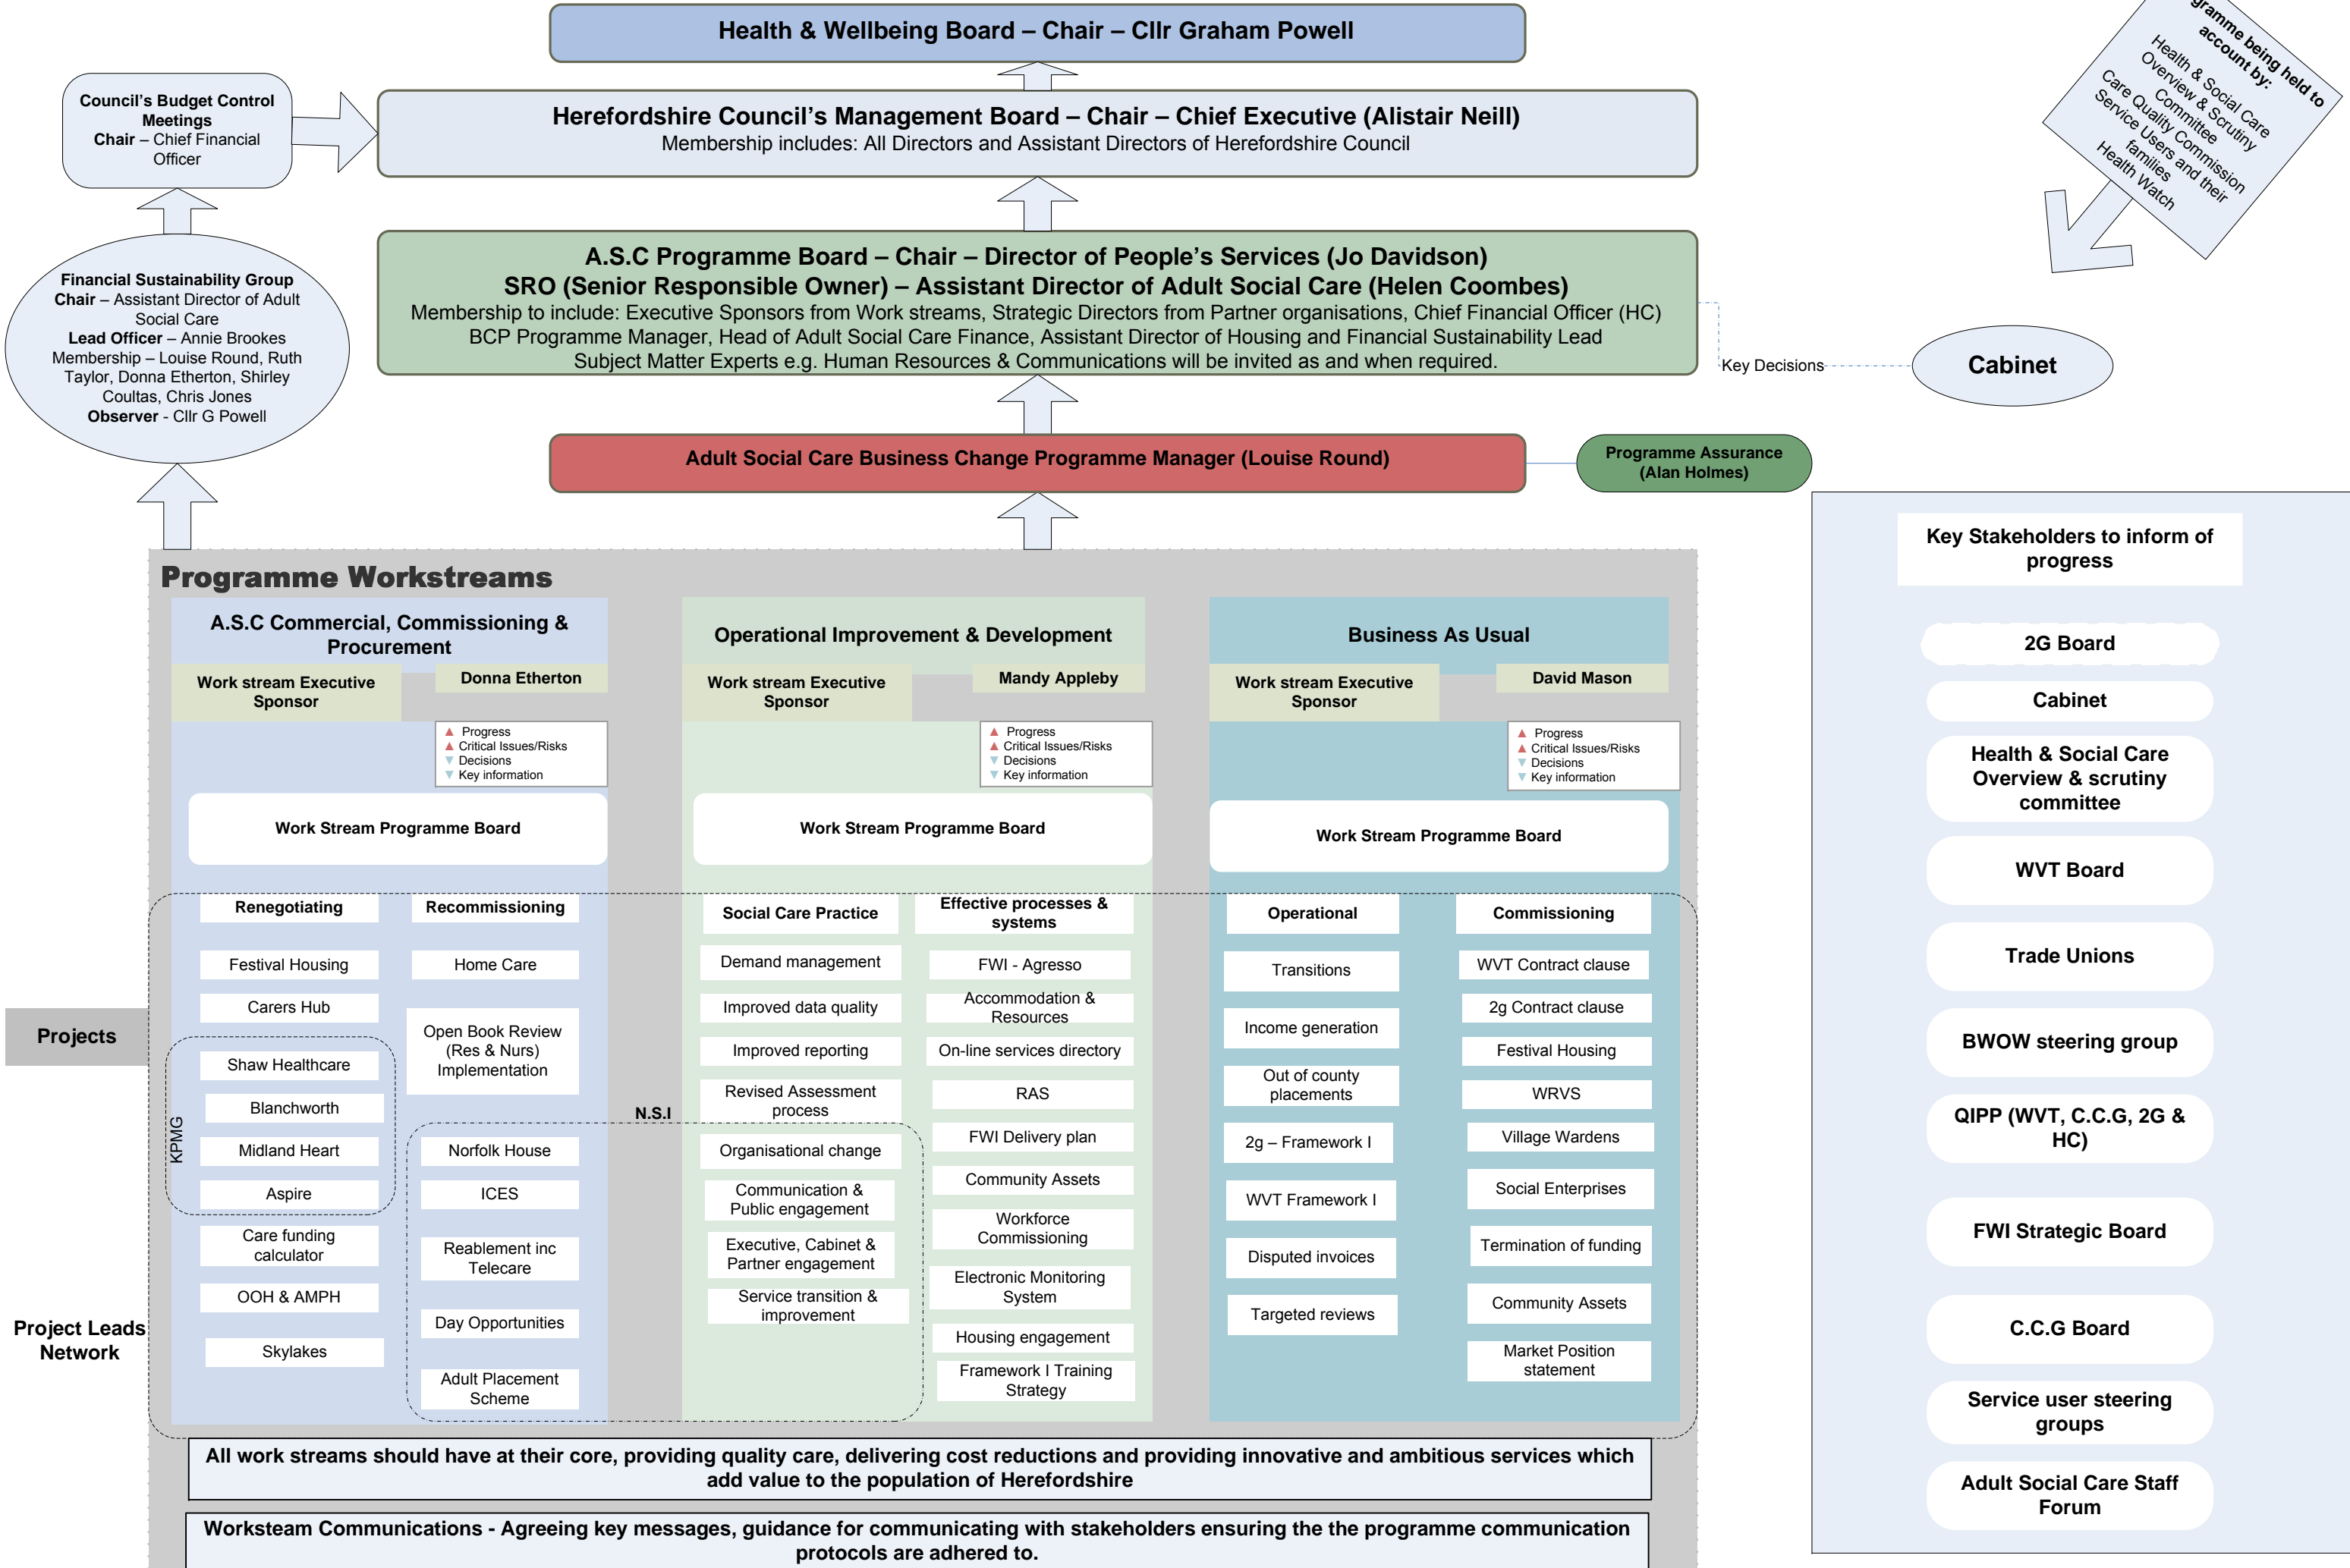 Health & Wellbeing Board – Chair – Cllr Graham Powell
Council's Budget Control
Meetings
Chair – Chief Financial
Officer
Herefordshire Council's Management Board – Chair – Chief Executive (Alistair Neill)
Membership includes: All Directors and Assistant Directors of Herefordshire Council
being held to
account by:
Health & Social Care
Overview & Scrutiny
Committee
Care Quality Commission
Service Users and their
families
Health Watch
Financial Sustainability Group
Chair – Assistant Director of Adult
Social Care
Lead Officer – Annie Brookes
Membership – Louise Round, Ruth
Taylor, Donna Etherton, Shirley
Coultas, Chris Jones
Observer - Cllr G Powell
A.S.C Programme Board – Chair – Director of People's Services (Jo Davidson)
SRO (Senior Responsible Owner) – Assistant Director of Adult Social Care (Helen Coombes)
Membership to include: Executive Sponsors from Work streams, Strategic Directors from Partner organisations, Chief Financial Officer (HC)
BCP Programme Manager, Head of Adult Social Care Finance, Assistant Director of Housing and Financial Sustainability Lead
Subject Matter Experts e.g. Human Resources & Communications will be invited as and when required.
Key Decisions
Cabinet
Adult Social Care Business Change Programme Manager (Louise Round)
Programme Assurance
(Alan Holmes)
Programme Workstreams
A.S.C Commercial, Commissioning &
Procurement
Work stream Executive
Sponsor
Donna Etherton
▲ Progress
▲ Critical Issues/Risks
▼ Decisions
▼ Key information
Work Stream Programme Board
Renegotiating
Festival Housing
Carers Hub
KPMG
Shaw Healthcare
Blanchworth
Midland Heart
Aspire
Care funding
calculator
OOH & AMPH
Skylakes
Recommissioning
Home Care
Open Book Review
(Res & Nurs)
Implementation
N.S.I
Norfolk House
ICES
Reablement inc
Telecare
Day Opportunities
Adult Placement
Scheme
Operational Improvement & Development
Work stream Executive
Sponsor
Mandy Appleby
▲ Progress
▲ Critical Issues/Risks
▼ Decisions
▼ Key information
Work Stream Programme Board
Social Care Practice
Demand management
Improved data quality
Improved reporting
Revised Assessment
process
Organisational change
Communication &
Public engagement
Executive, Cabinet &
Partner engagement
Service transition &
improvement
Effective processes &
systems
FWI - Agresso
Accommodation &
Resources
On-line services directory
RAS
FWI Delivery plan
Community Assets
Workforce
Commissioning
Electronic Monitoring
System
Housing engagement
Framework I Training
Strategy
Business As Usual
Work stream Executive
Sponsor
David Mason
▲ Progress
▲ Critical Issues/Risks
▼ Decisions
▼ Key information
Work Stream Programme Board
Operational
Transitions
Income generation
Out of county
placements
2g – Framework I
WVT Framework I
Disputed invoices
Targeted reviews
Commissioning
WVT Contract clause
2g Contract clause
Festival Housing
WRVS
Village Wardens
Social Enterprises
Termination of funding
Community Assets
Market Position
statement
Projects
Project Leads
Network
All work streams should have at their core, providing quality care, delivering cost reductions and providing innovative and ambitious services which
add value to the population of Herefordshire
Worksteam Communications - Agreeing key messages, guidance for communicating with stakeholders ensuring the the programme communication
protocols are adhered to.
Key Stakeholders to inform of
progress
2G Board
Cabinet
Health & Social Care
Overview & scrutiny
committee
WVT Board
Trade Unions
BWOW steering group
QIPP (WVT, C.C.G, 2G &
HC)
FWI Strategic Board
C.C.G Board
Service user steering
groups
Adult Social Care Staff
Forum